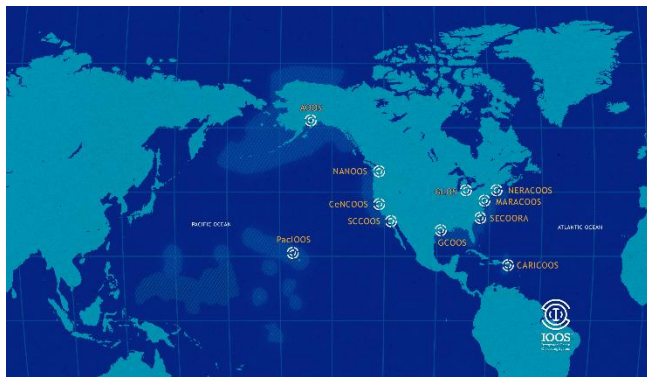 AOOS
NANOOS
GLOS
NERACOOS
CeNCOOS
MARACOOS
SCCOOS
SECOORA
PACIFIC OCEAN
ATLANTIC OCEAN
GCOOS
PacIOOS
CARICOOS
IOOS